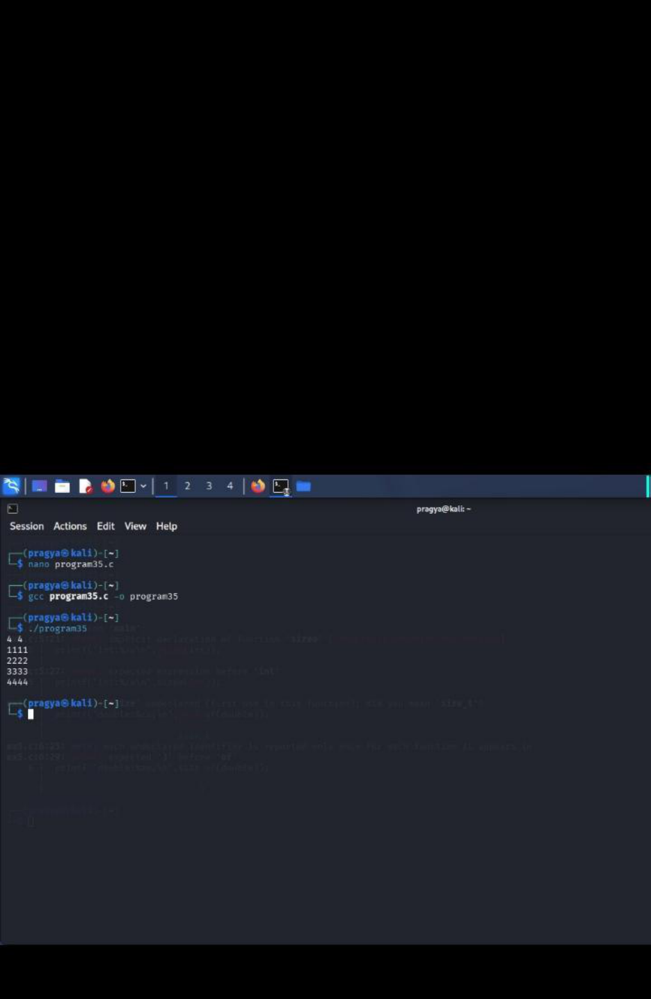 1 2 3 4
pragya@kali: ~
Session Actions Edit View Help
(pragya㉿kali)-[~]
$ nano program35.c
(pragya㉿kali)-[~]
$ gcc program35.c -o program35
(pragya㉿kali)-[~]
$ ./program35
4 4
1111
2222
3333
4444
(pragya㉿kali)-[~]
$